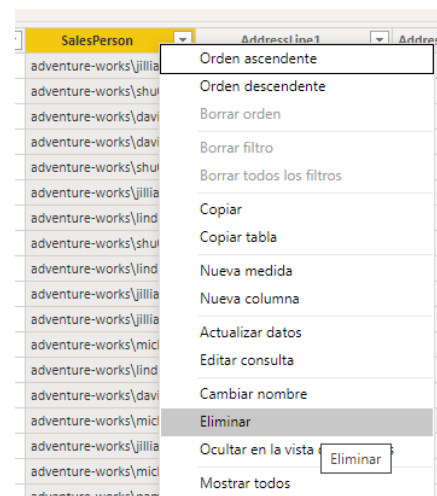 SalesPerson AddressLine1 Addres
adventure-works\jillia
Orden ascendente
adventure-works\shu
Orden descendente
adventure-works\davi
Borrar orden
adventure-works\davi
Borrar filtro
adventure-works\shu
Borrar todos los filtros
adventure-works\jillia
adventure-works\lind
Copiar
adventure-works\shu
Copiar tabla
adventure-works\lind
Nueva medida
adventure-works\jillia
Nueva columna
adventure-works\jillia
Actualizar datos
adventure-works\micl
Editar consulta
adventure-works\lind
adventure-works\davi
Cambiar nombre
adventure-works\micl
Eliminar
adventure-works\jillia
Ocultar en la vista
Eliminar
adventure-works\micl
Mostrar todos